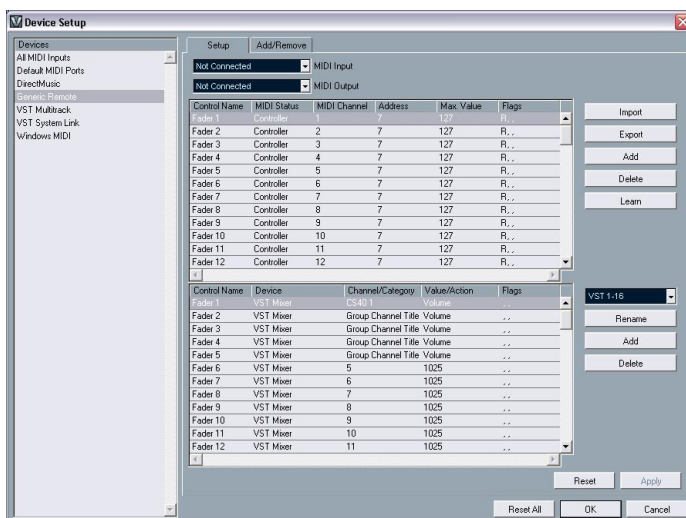 Device Setup
Devices
All MIDI Inputs
Default MIDI Ports
DirectMusic
Generic Remote
VST Multitrack
VST System Link
Windows MIDI
Setup Add/Remove
Not Connected MIDI Input
Not Connected MIDI Output
Control Name MIDI Status MIDI Channel Address Max. Value Flags
Fader 1 Controller 1 7 127 R, ,
Fader 2 Controller 2 7 127 R, ,
Fader 3 Controller 3 7 127 R, ,
Fader 4 Controller 4 7 127 R, ,
Fader 5 Controller 5 7 127 R, ,
Fader 6 Controller 6 7 127 R, ,
Fader 7 Controller 7 7 127 R, ,
Fader 8 Controller 8 7 127 R, ,
Fader 9 Controller 9 7 127 R, ,
Fader 10 Controller 10 7 127 R, ,
Fader 11 Controller 11 7 127 R, ,
Fader 12 Controller 12 7 127 R, ,
Import
Export
Add
Delete
Learn
Control Name Device Channel/Category Value/Action Flags
Fader 1 VST Mixer CS40 1 Volume , ,
Fader 2 VST Mixer Group Channel Title Volume , ,
Fader 3 VST Mixer Group Channel Title Volume , ,
Fader 4 VST Mixer Group Channel Title Volume , ,
Fader 5 VST Mixer Group Channel Title Volume , ,
Fader 6 VST Mixer 5 1025 , ,
Fader 7 VST Mixer 6 1025 , ,
Fader 8 VST Mixer 7 1025 , ,
Fader 9 VST Mixer 8 1025 , ,
Fader 10 VST Mixer 9 1025 , ,
Fader 11 VST Mixer 10 1025 , ,
Fader 12 VST Mixer 11 1025 , ,
VST 1-16
Rename
Add
Delete
Reset Apply
Reset All OK Cancel